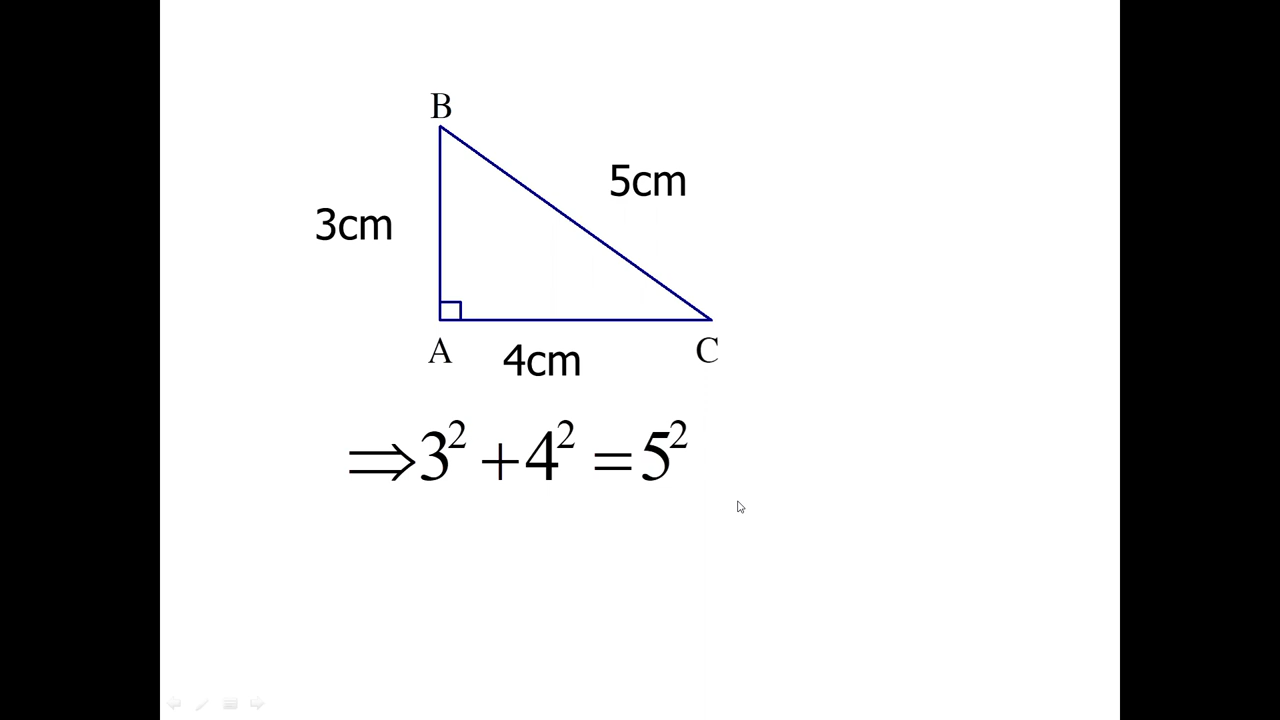 B
5cm
3cm
A 4cm C
⇒3² + 4² = 5²